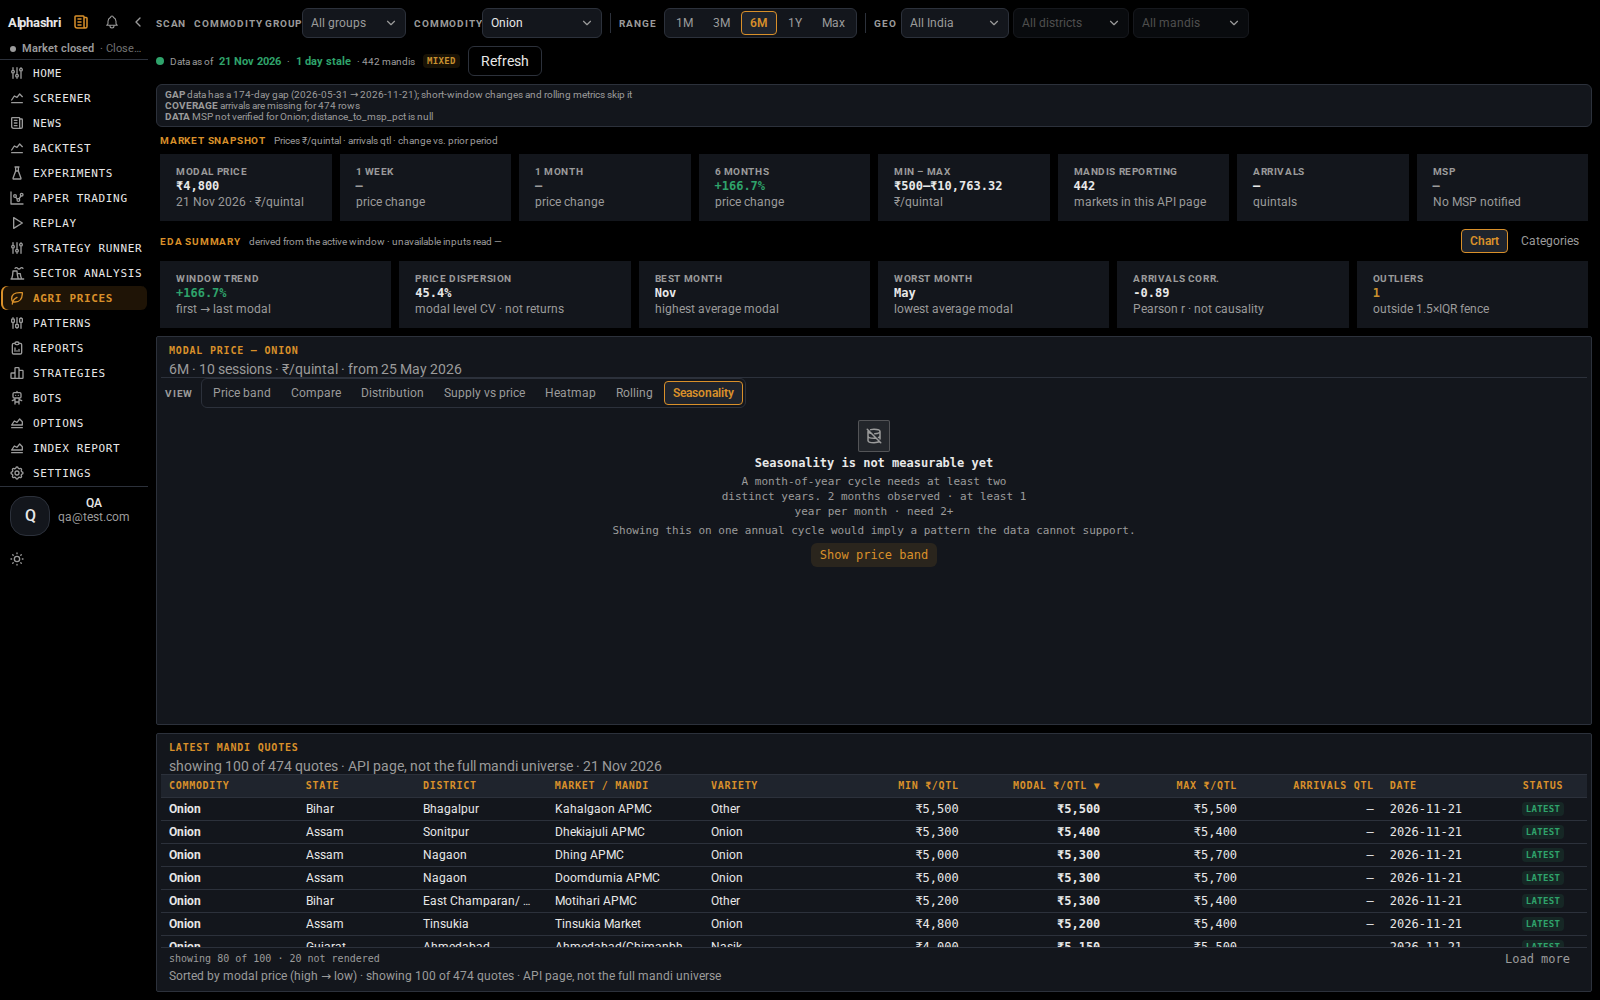 Alphashri
Market closed · Close…
HOME
SCREENER
NEWS
BACKTEST
EXPERIMENTS
PAPER TRADING
REPLAY
STRATEGY RUNNER
SECTOR ANALYSIS
AGRI PRICES
PATTERNS
REPORTS
STRATEGIES
BOTS
OPTIONS
INDEX REPORT
SETTINGS
Q
QA
qa@test.com
SCAN COMMODITY GROUP All groups COMMODITY Onion RANGE 1M 3M 6M 1Y Max GEO All India All districts All mandis
Data as of 21 Nov 2026 · 1 day stale · 442 mandis MIXED Refresh
GAP data has a 174-day gap (2026-05-31 → 2026-11-21); short-window changes and rolling metrics skip it
COVERAGE arrivals are missing for 474 rows
DATA MSP not verified for Onion; distance_to_msp_pct is null
MARKET SNAPSHOT Prices ₹/quintal · arrivals qtl · change vs. prior period
MODAL PRICE
₹4,800
21 Nov 2026 · ₹/quintal
1 WEEK
—
price change
1 MONTH
—
price change
6 MONTHS
+166.7%
price change
MIN – MAX
₹500–₹10,763.32
₹/quintal
MANDIS REPORTING
442
markets in this API page
ARRIVALS
—
quintals
MSP
—
No MSP notified
EDA SUMMARY derived from the active window · unavailable inputs read —
Chart Categories
WINDOW TREND
+166.7%
first → last modal
PRICE DISPERSION
45.4%
modal level CV · not returns
BEST MONTH
Nov
highest average modal
WORST MONTH
May
lowest average modal
ARRIVALS CORR.
-0.89
Pearson r · not causality
OUTLIERS
1
outside 1.5×IQR fence
MODAL PRICE — ONION
6M · 10 sessions · ₹/quintal · from 25 May 2026
VIEW Price band Compare Distribution Supply vs price Heatmap Rolling Seasonality
Seasonality is not measurable yet
A month-of-year cycle needs at least two
distinct years. 2 months observed · at least 1
year per month · need 2+
Showing this on one annual cycle would imply a pattern the data cannot support.
Show price band
LATEST MANDI QUOTES
showing 100 of 474 quotes · API page, not the full mandi universe · 21 Nov 2026
COMMODITY STATE DISTRICT MARKET / MANDI VARIETY MIN ₹/QTL MODAL ₹/QTL ▼ MAX ₹/QTL ARRIVALS QTL DATE STATUS
Onion Bihar Bhagalpur Kahalgaon APMC Other ₹5,500 ₹5,500 ₹5,500 — 2026-11-21 LATEST
Onion Assam Sonitpur Dhekiajuli APMC Onion ₹5,300 ₹5,400 ₹5,400 — 2026-11-21 LATEST
Onion Assam Nagaon Dhing APMC Onion ₹5,000 ₹5,300 ₹5,700 — 2026-11-21 LATEST
Onion Assam Nagaon Doomdumia APMC Onion ₹5,000 ₹5,300 ₹5,700 — 2026-11-21 LATEST
Onion Bihar East Champaran/ … Motihari APMC Other ₹5,200 ₹5,300 ₹5,400 — 2026-11-21 LATEST
Onion Assam Tinsukia Tinsukia Market Onion ₹4,800 ₹5,200 ₹5,400 — 2026-11-21 LATEST
Onion Gujarat Ahmedabad Ahmedabad(Chimanbh Nasik ₹4,000 ₹5,150 ₹5,500 — 2026-11-21 LATEST
showing 80 of 100 · 20 not rendered
Load more
Sorted by modal price (high → low) · showing 100 of 474 quotes · API page, not the full mandi universe